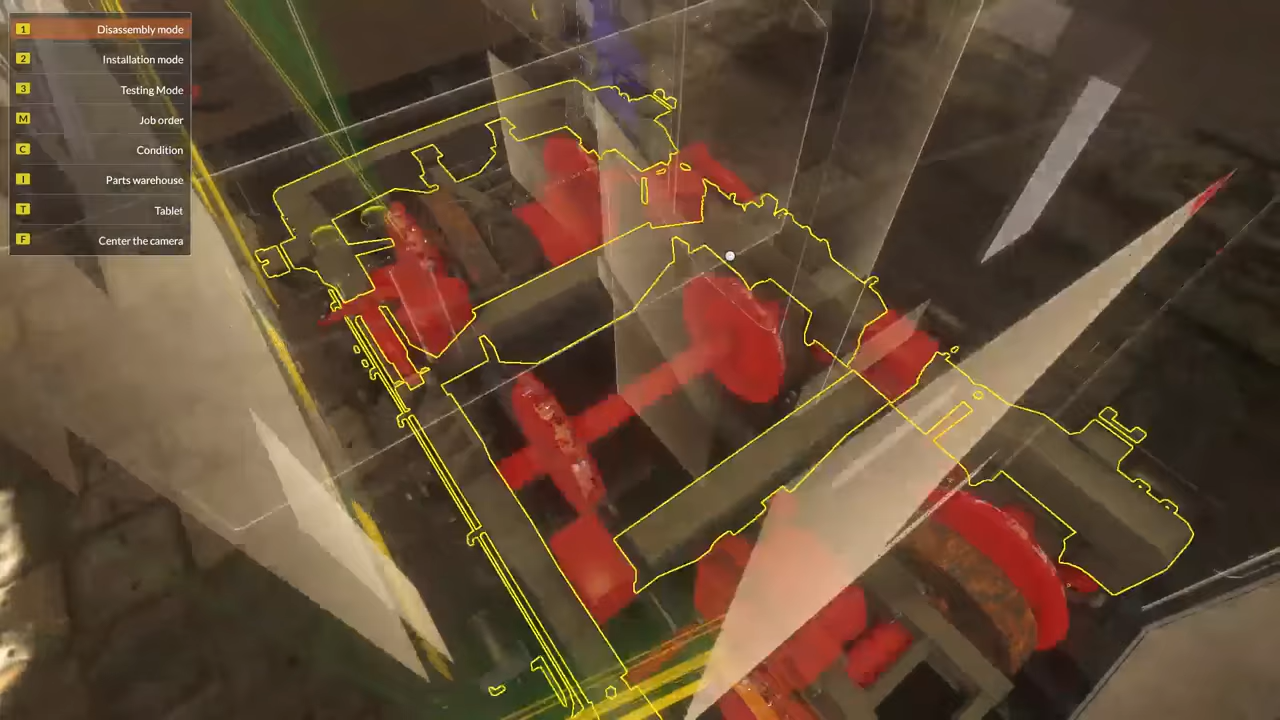 1 Disassembly mode
2 Installation mode
3 Testing Mode
M Job order
C Condition
I Parts warehouse
T Tablet
F Center the camera